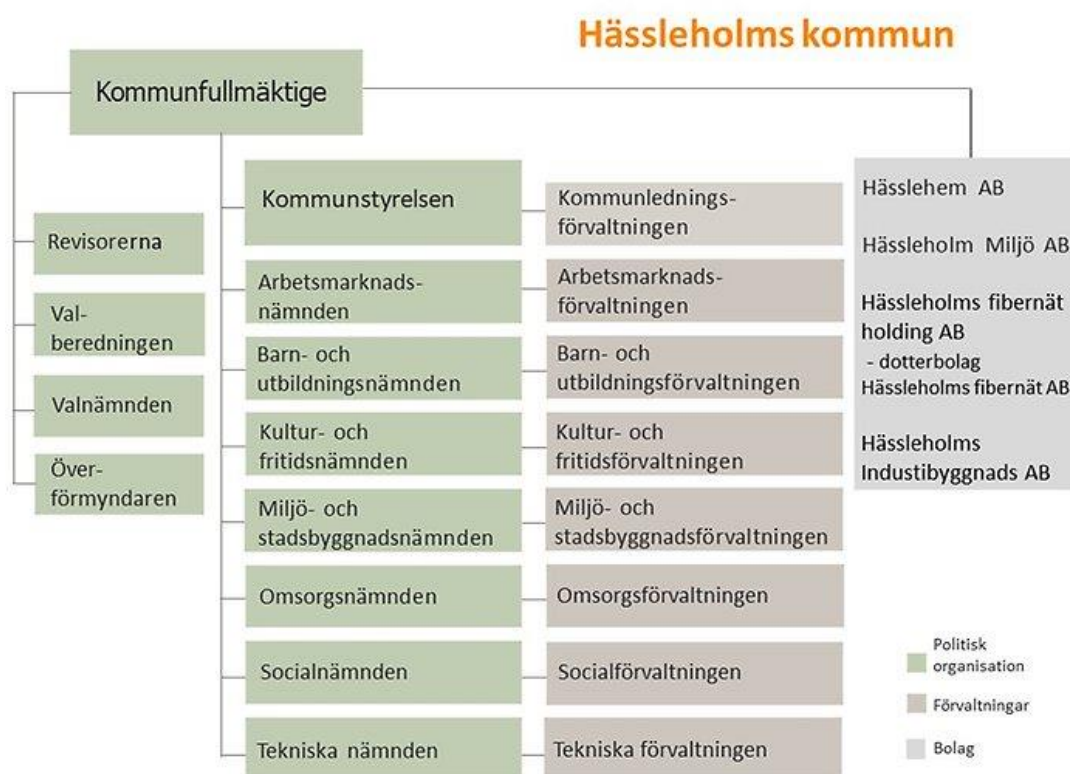 Hässleholms kommun
Kommunfullmäktige
Revisorerna
Val-
beredningen
Valnämnden
Över-
förmyndaren
Kommunstyrelsen
Kommunlednings-
förvaltningen
Arbetsmarknads-
nämnden
Arbetsmarknads-
förvaltningen
Barn- och
utbildningsnämnden
Barn- och
utbildningsförvaltningen
Kultur- och
fritidsnämnden
Kultur- och
fritidsförvaltningen
Miljö- och
stadsbyggnadsnämnden
Miljö- och
stadsbyggnadsförvaltningen
Omsorgsnämnden
Omsorgsförvaltningen
Socialnämnden
Socialförvaltningen
Tekniska nämnden
Tekniska förvaltningen
Hässlehem AB
Hässleholm Miljö AB
Hässleholms fibernät
holding AB
- dotterbolag
Hässleholms fibernät AB
Hässleholms
Industibyggnads AB
Politisk
organisation
Förvaltningar
Bolag